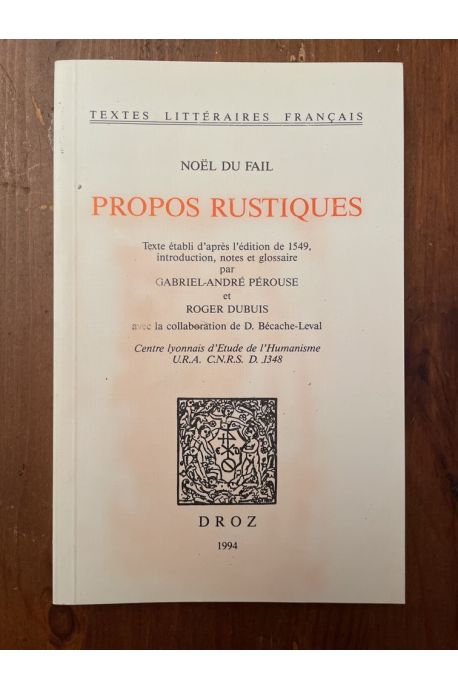 TEXTES LITTÉRAIRES FRANÇAIS
NOËL DU FAIL
PROPOS RUSTIQUES
Texte établi d'après l'édition de 1549,
introduction, notes et glossaire
par
GABRIEL-ANDRÉ PÉROUSE
et
ROGER DUBUIS
avec la collaboration de D. Bécache-Leval
Centre lyonnais d'Etude de l'Humanisme
U.R.A. C.N.R.S. D. 1348
DROZ
1994